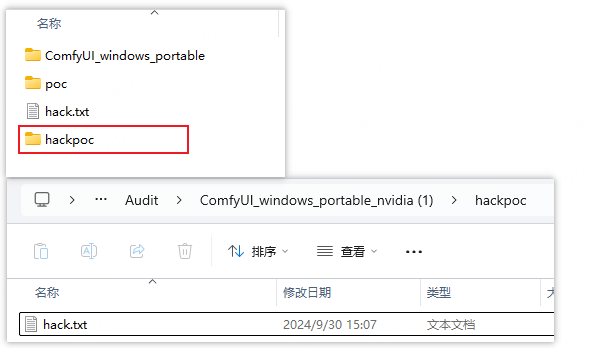 名称
ComfyUI_windows_portable
poc
hack.txt
hackpoc
Audit ComfyUI_windows_portable_nvidia (1) hackpoc
排序 查看
名称 修改日期 类型 大
hack.txt 2024/9/30 15:07 文本文档